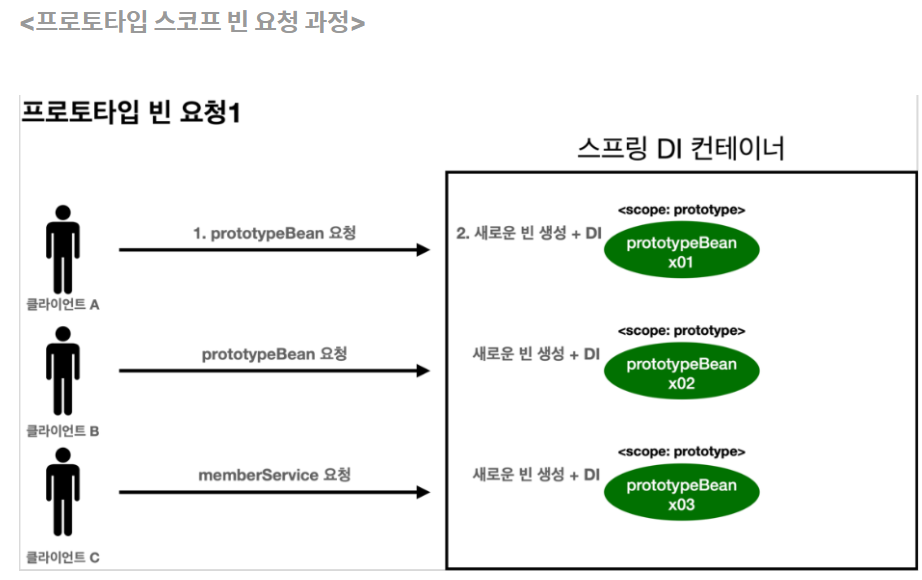 <프로토타입 스코프 빈 요청 과정>
프로토타입 빈 요청1
스프링 DI 컨테이너
<scope: prototype>
1. prototypeBean 요청
2. 새로운 빈 생성 + DI
prototypeBean
x01
클라이언트 A
<scope: prototype>
prototypeBean 요청
새로운 빈 생성 + DI
prototypeBean
x02
클라이언트 B
<scope: prototype>
memberService 요청
새로운 빈 생성 + DI
prototypeBean
x03
클라이언트 C